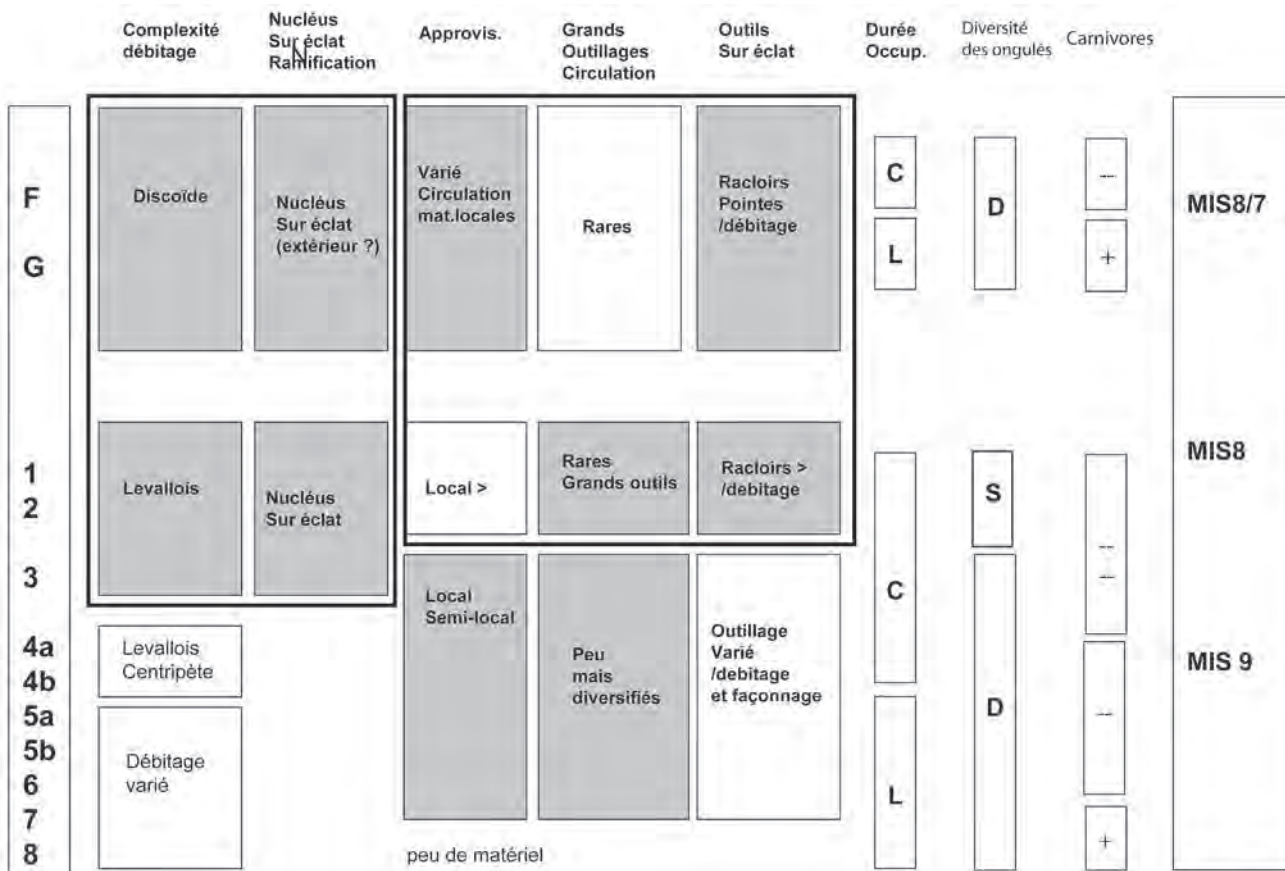 Complexité
débitage
Nucléus
Sur éclat
N
Ramification
Approvis.
Grands
Outillages
Circulation
Outils
Sur éclat
Durée
Occup.
Diversité
des ongulés
Carnivores
F
G
1
2
3
4a
4b
5a
5b
6
7
8
Discoïde
Nucléus
Sur éclat
(extérieur ?)
Varié
Circulation
mat.locales
Rares
Racloirs
Pointes
/débitage
C
L
D
--
+
MIS8/7
Levallois
Nucléus
Sur éclat
Local >
Rares
Grands outils
Racloirs >
/debitage
C
S
--
--
MIS8
Local
Semi-local
Peu
mais
diversifiés
Outillage
Varié
/debitage
et façonnage
Levallois
Centripète
Débitage
varié
L
D
--
+
MIS 9
peu de matériel